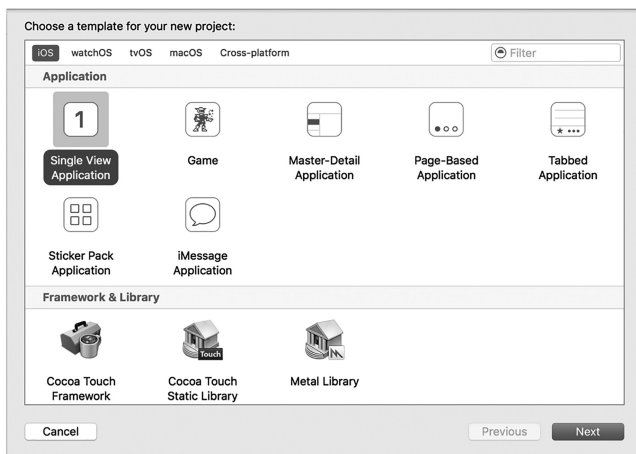 Choose a template for your new project:
iOS watchOS tvOS macOS Cross-platform Filter
Application
1
Single View
Application
Game
Master-Detail
Application
Page-Based
Application
Tabbed
Application
Sticker Pack
Application
iMessage
Application
Framework & Library
Touch
Cocoa Touch
Framework
Cocoa Touch
Static Library
Metal Library
Cancel Previous Next